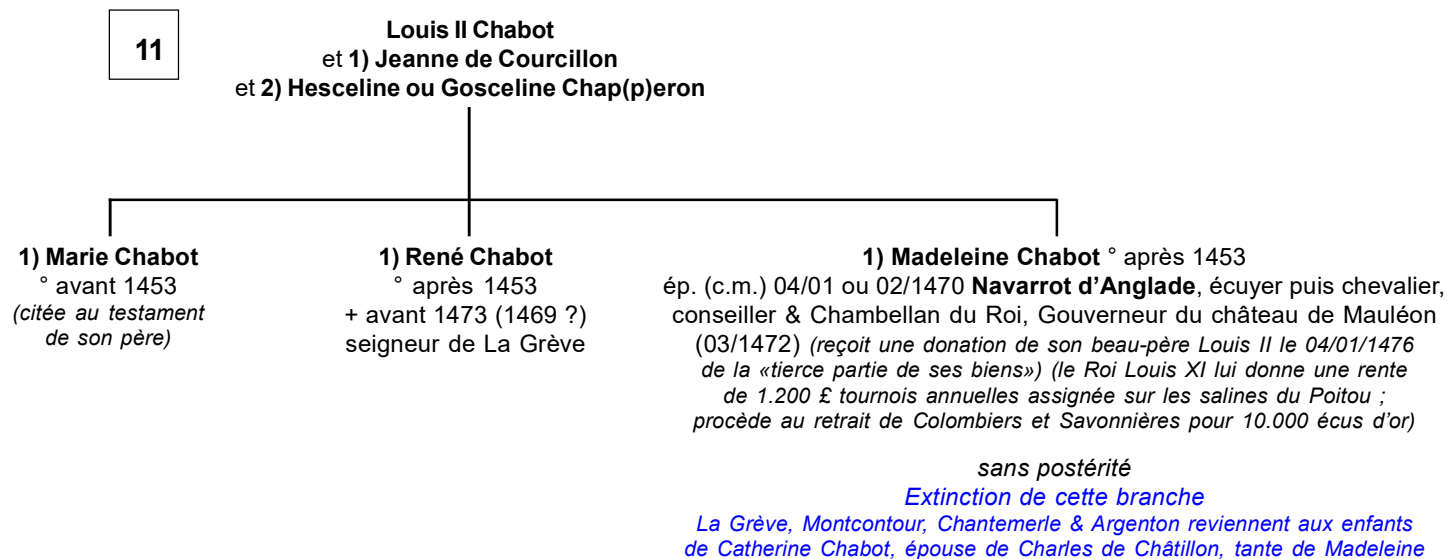 11
Louis II Chabot
et 1) Jeanne de Courcillon
et 2) Hesceline ou Gosceline Chap(p)eron
1) Marie Chabot
° avant 1453
(citée au testament
de son père)
1) René Chabot
° après 1453
+ avant 1473 (1469 ?)
seigneur de La Grève
1) Madeleine Chabot ° après 1453
ép. (c.m.) 04/01 ou 02/1470 Navarrot d’Anglade, écuyer puis chevalier,
conseiller & Chambellan du Roi, Gouverneur du château de Mauléon
(03/1472) (reçoit une donation de son beau-père Louis II le 04/01/1476
de la «tierce partie de ses biens») (le Roi Louis XI lui donne une rente
de 1.200 £ tournois annuelles assignée sur les salines du Poitou ;
procède au retrait de Colombiers et Savonnières pour 10.000 écus d’or)
sans postérité
Extinction de cette branche
La Grève, Montcontour, Chantemerle & Argenton reviennent aux enfants
de Catherine Chabot, épouse de Charles de Châtillon, tante de Madeleine